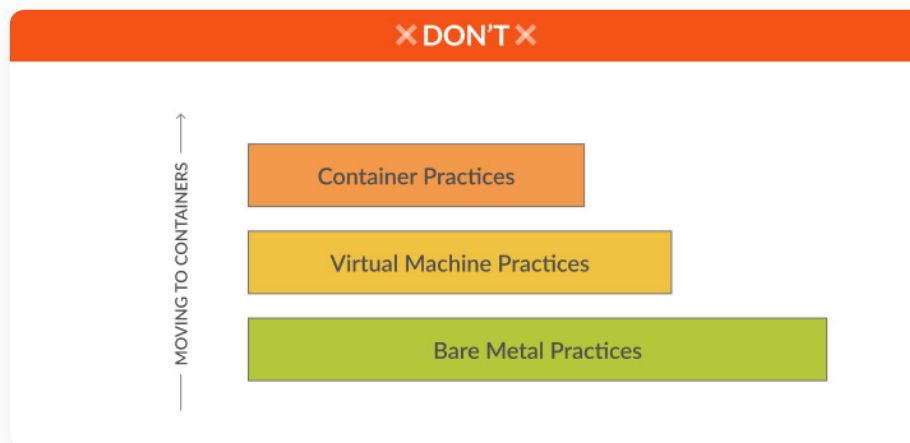 ×DON'T×
MOVING TO CONTAINERS
Container Practices
Virtual Machine Practices
Bare Metal Practices